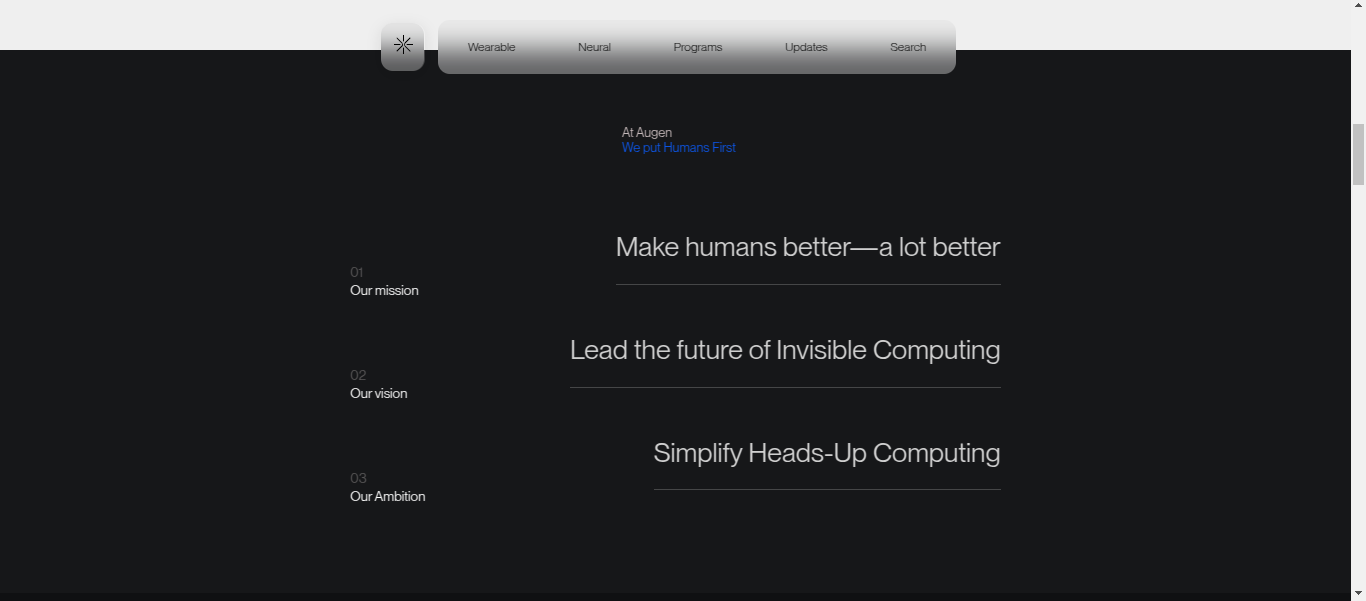 Wearable Neural Programs Updates Search
At Augen
We put Humans First
Make humans better—a lot better
01
Our mission
Lead the future of Invisible Computing
02
Our vision
Simplify Heads-Up Computing
03
Our Ambition